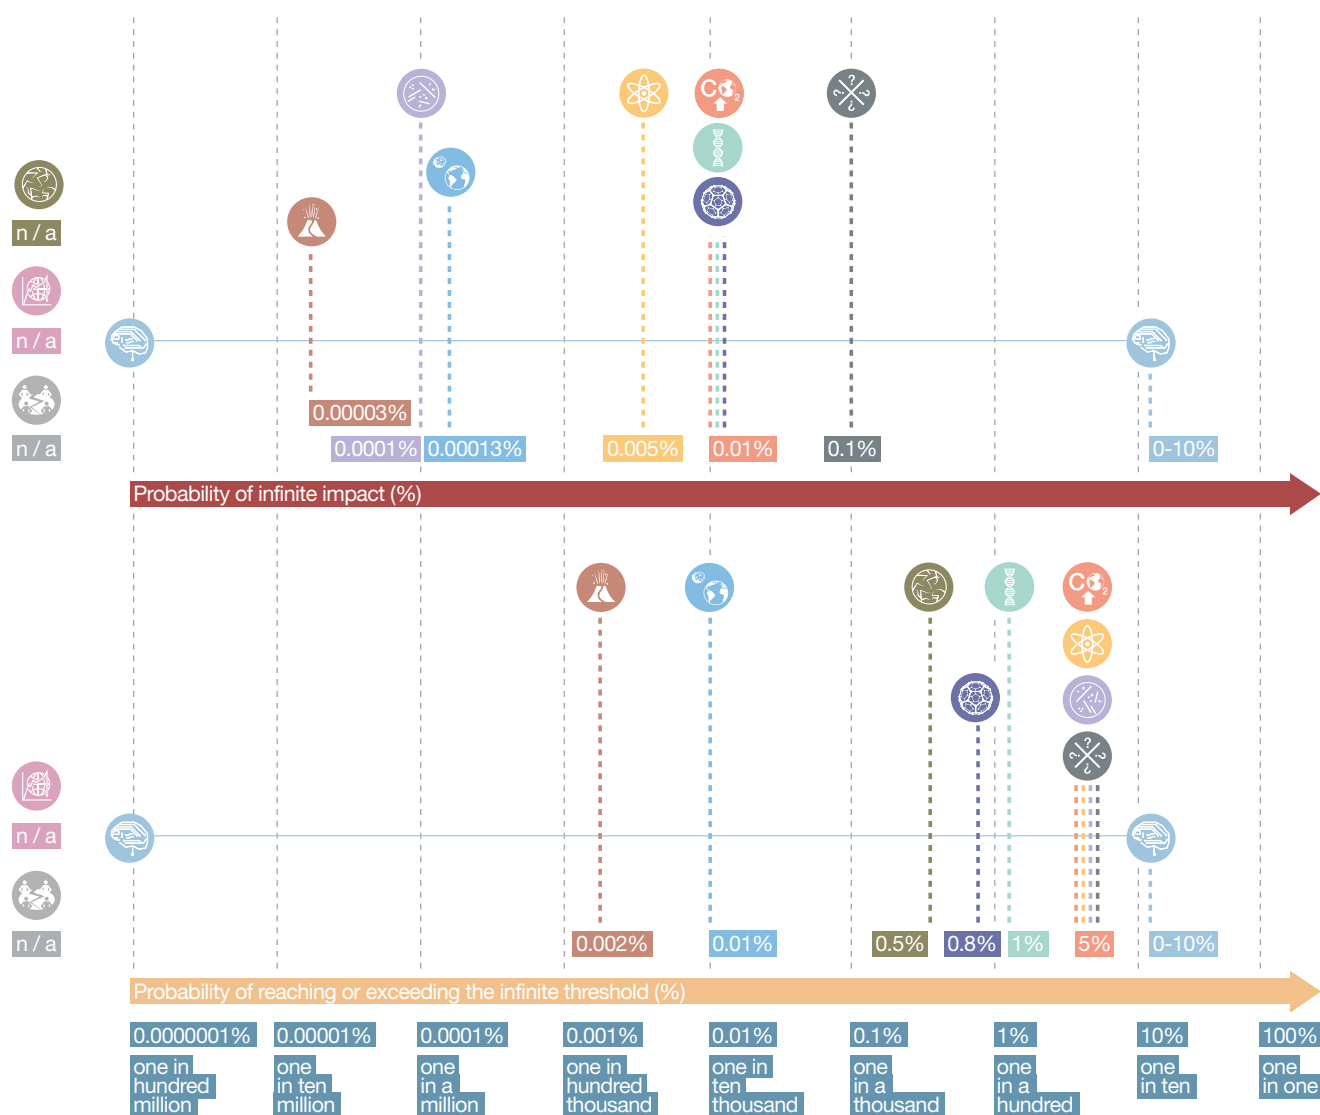 CO2
n / a
n / a
n / a
0.00003%
0.0001%
0.00013%
0.005%
0.01%
0.1%
0-10%
Probability of infinite impact (%)
CO2
n / a
n / a
0.002%
0.01%
0.5%
0.8%
1%
5%
0-10%
Probability of reaching or exceeding the infinite threshold (%)
0.0000001%
one in
hundred
million
0.00001%
one
in ten
million
0.0001%
one
in a
million
0.001%
one in
hundred
thousand
0.01%
one in
ten
thousand
0.1%
one
in a
thousand
1%
one
in a
hundred
10%
one
in ten
100%
one
in one